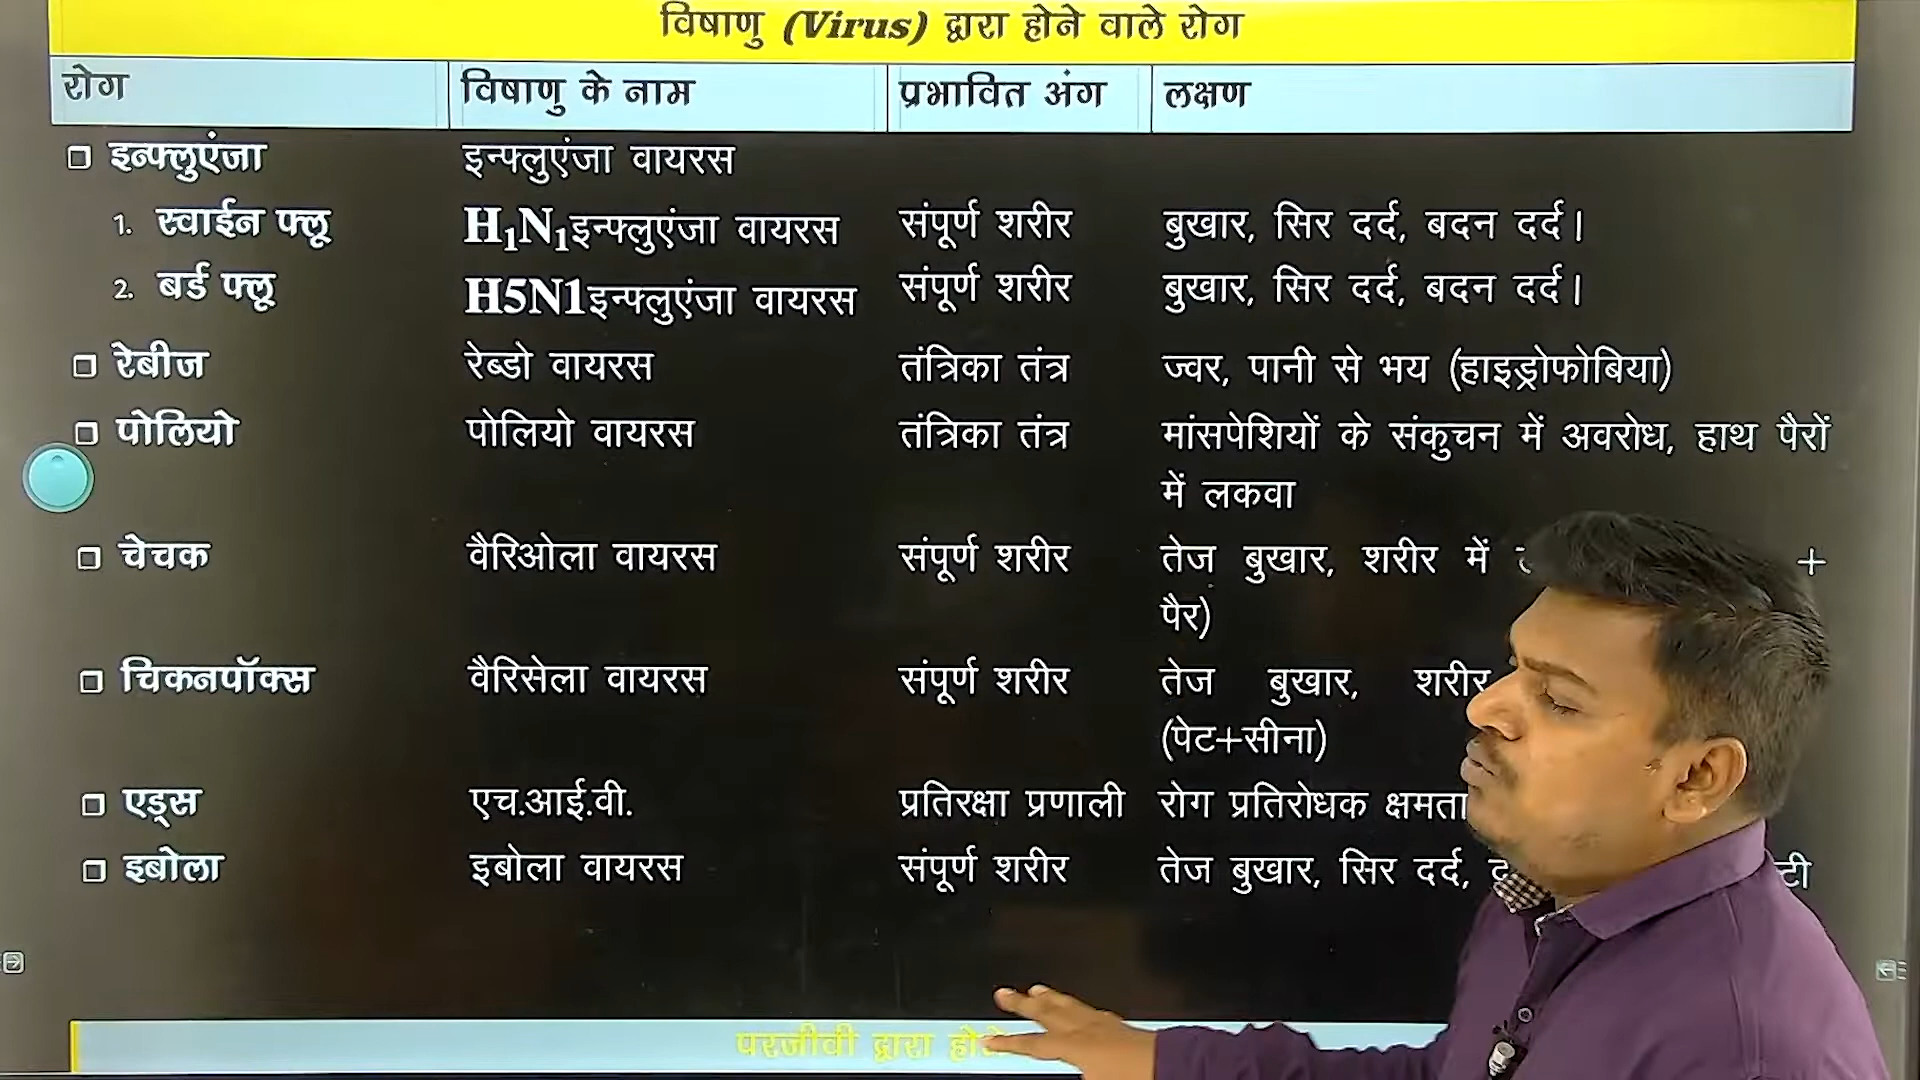 विषाणु (Virus) द्वारा होने वाले रोग
रोग विषाणु के नाम प्रभावित अंग लक्षण
इन्फ्लुएंजा इन्फ्लुएंजा वायरस
1. स्वाईन फ्लू H₁N₁इन्फ्लुएंजा वायरस संपूर्ण शरीर बुखार, सिर दर्द, बदन दर्द।
2. बर्ड फ्लू H5N1इन्फ्लुएंजा वायरस संपूर्ण शरीर बुखार, सिर दर्द, बदन दर्द।
रेबीज रेब्डो वायरस तंत्रिका तंत्र ज्वर, पानी से भय (हाइड्रोफोबिया)
पोलियो पोलियो वायरस तंत्रिका तंत्र मांसपेशियों के संकुचन में अवरोध, हाथ पैरों
में लकवा
चेचक वैरिओला वायरस संपूर्ण शरीर तेज बुखार, शरीर में +
पैर)
चिकनपॉक्स वैरिसेला वायरस संपूर्ण शरीर तेज बुखार, शरीर
(पेट+सीना)
एड्स एच.आई.वी. प्रतिरक्षा प्रणाली रोग प्रतिरोधक क्षमता
इबोला इबोला वायरस संपूर्ण शरीर तेज बुखार, सिर दर्द,
परजीवी द्वारा